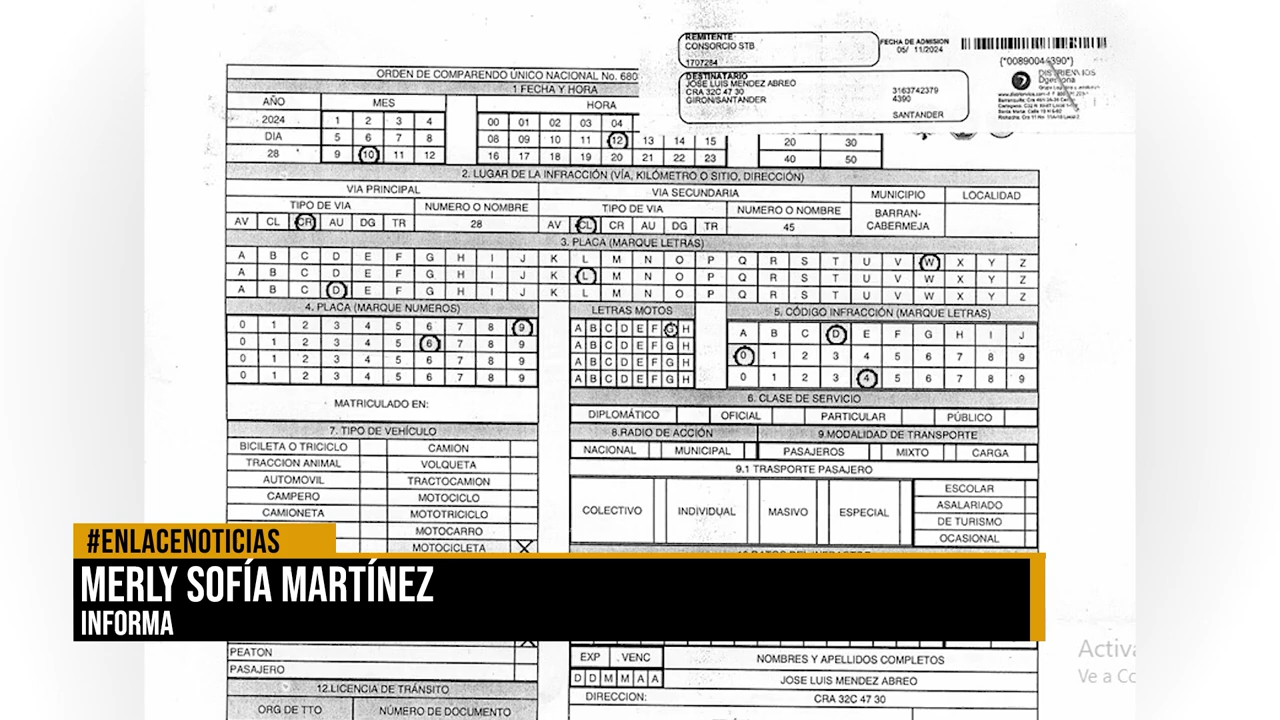 REMITENTE
CONSORCIO STB
1707284
FECHA DE ADMISION
05/ 11/2024
DESTINATARIO
JOSE LUIS MENDEZ ABREO
CRA 32C 47 30
GIRON/SANTANDER
3163742379
4390
SANTANDER
ORDEN DE COMPARENDO ÚNICO NACIONAL No. 680
1 FECHA Y HORA
AÑO MES HORA
2024 1 2 3 4 00 01 02 03 04
DIA 5 6 7 8 08 09 10 11 12 13 14 15 20 30
28 9 10 11 12 16 17 18 19 20 21 22 23 40 50
2. LUGAR DE LA INFRACCIÓN (VÍA, KILÓMETRO O SITIO, DIRECCIÓN)
VIA PRINCIPAL VIA SECUNDARIA MUNICIPIO LOCALIDAD
TIPO DE VIA NUMERO O NOMBRE TIPO DE VIA NUMERO O NOMBRE BARRAN-
CABERMEJA
AV CL CR AU DG TR 28 AV CL CR AU DG TR 45
3. PLACA (MARQUE LETRAS)
A B C D E F G H I J K L M N O P Q R S T U V W X Y Z
A B C D E F G H I J K L M N O P Q R S T U V W X Y Z
A B C D E F G H I J K L M N O P Q R S T U V W X Y Z
4. PLACA (MARQUE NUMEROS) LETRAS MOTOS 5. CÓDIGO INFRACCIÓN (MARQUE LETRAS)
0 1 2 3 4 5 6 7 8 9 A B C D E F G H A B C D E F G H I J
0 1 2 3 4 5 6 7 8 9 A B C D E F G H 0 1 2 3 4 5 6 7 8 9
0 1 2 3 4 5 6 7 8 9 A B C D E F G H 0 1 2 3 4 5 6 7 8 9
0 1 2 3 4 5 6 7 8 9 A B C D E F G H
MATRICULADO EN:
6. CLASE DE SERVICIO
DIPLOMÁTICO OFICIAL PARTICULAR PÚBLICO
7. TIPO DE VEHÍCULO
BICILETA O TRICICLO CAMION
TRACCION ANIMAL VOLQUETA
AUTOMOVIL TRACTOCAMION
CAMPERO MOTOCICLO
CAMIONETA MOTOTRICICLO
MOTOCARRO
MOTOCICLETA X
8.RADIO DE ACCIÓN 9.MODALIDAD DE TRANSPORTE
NACIONAL MUNICIPAL PASAJEROS MIXTO CARGA
9.1 TRASPORTE PASAJERO
COLECTIVO INDIVIDUAL MASIVO ESPECIAL
ESCOLAR
ASALARIADO
DE TURISMO
OCASIONAL
#ENLACENOTICIAS
MERLY SOFÍA MARTÍNEZ
INFORMA
PEATON
PASAJERO
12.LICENCIA DE TRÁNSITO
ORG DE TTO NÚMERO DE DOCUMENTO
EXP VENC NOMBRES Y APELLIDOS COMPLETOS
D D M M A A JOSE LUIS MENDEZ ABREO
DIRECCION: CRA 32C 47 30
Activa
Ve a Co